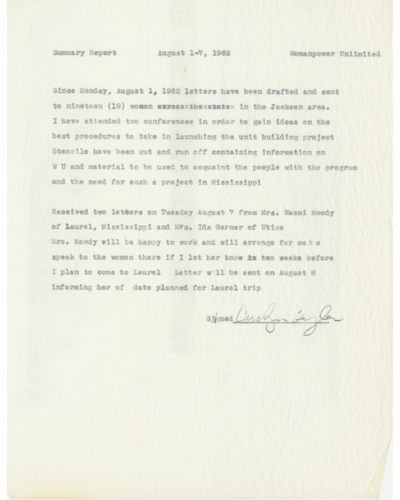 Summary Report August 1-7, 1962 Womanpower Unlimited
Since Monday, August 1, 1962 letters have been drafted and sent
to nineteen (19) women across the state in the Jackson area.
I have attended two conferences in order to gain ideas on the
best procedures to take in launching the unit building project
Stencils have been cut and run off containing information on
W U and material to be used to acquaint the people with the program
and the need for such a project in Mississippi
Received two letters on Tuesday August 7 from Mrs. Naomi Moody
of Laurel, Mississippi and Mrs. Ida Garner of Utica
Mrs. Moody will be happy to work and will arrange for me to
speak to the women there if I let her know in two weeks before
I plan to come to Laurel Letter will be sent on August 8
informing her of date planned for Laurel trip
Signed Carolyn